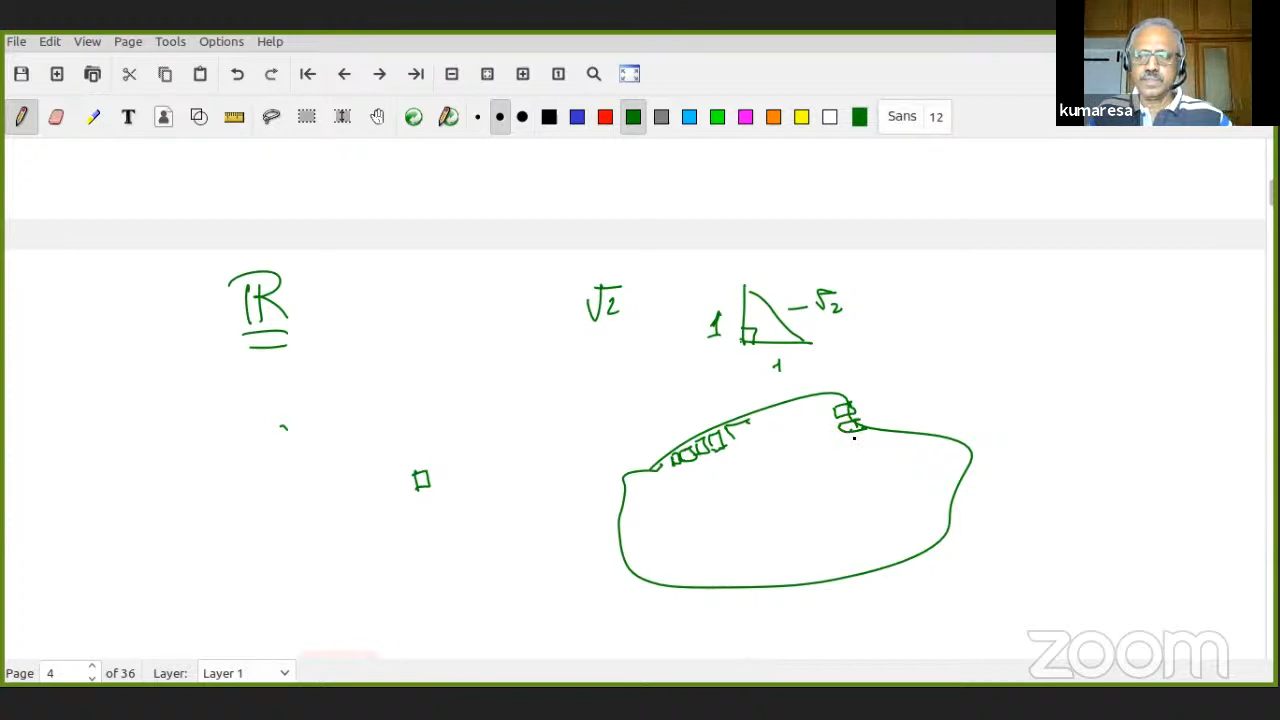 File Edit View Page Tools Options Help
kumaresa
Sans 12
ℝ
√2
1
√2
1
Page 4 of 36 Layer: Layer 1
zoom